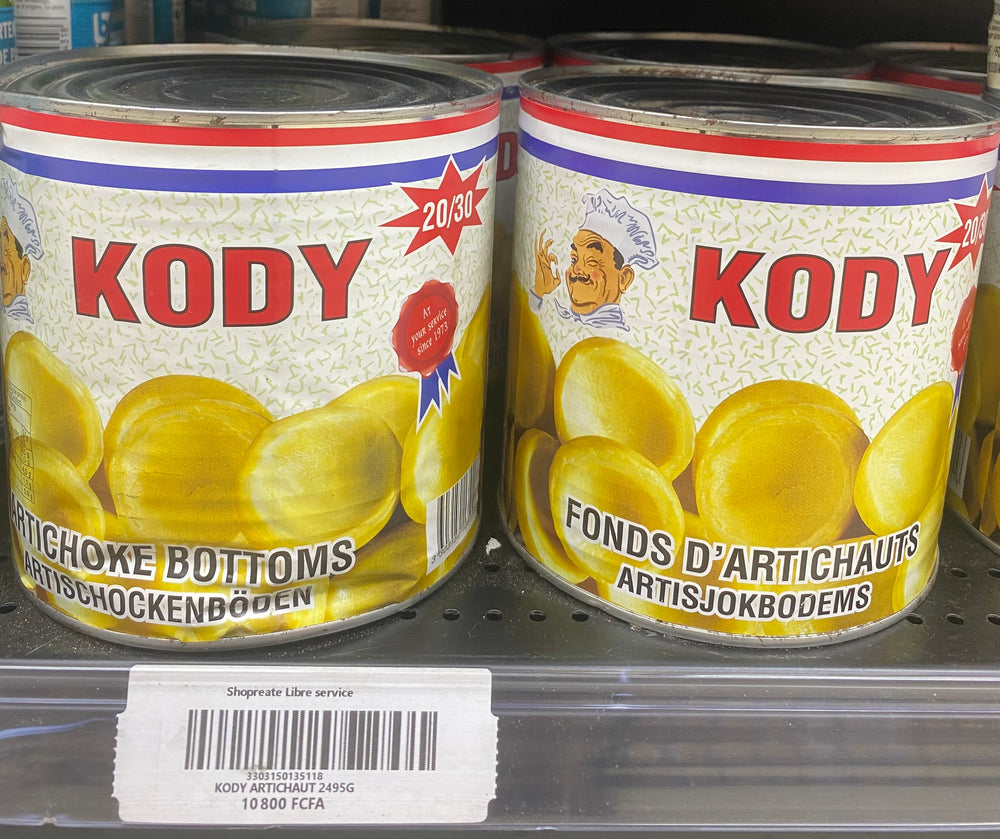 20/30
KODY
AT
your service
since 1973
ARTICHOKE BOTTOMS
ARTISCHOCKENBÖDEN
20/30
KODY
FONDS D'ARTICHAUTS
ARTISJOKBODEMS
Shopreate Libre service
3303150135118
KODY ARTICHAUT 2495G
10 800 FCFA